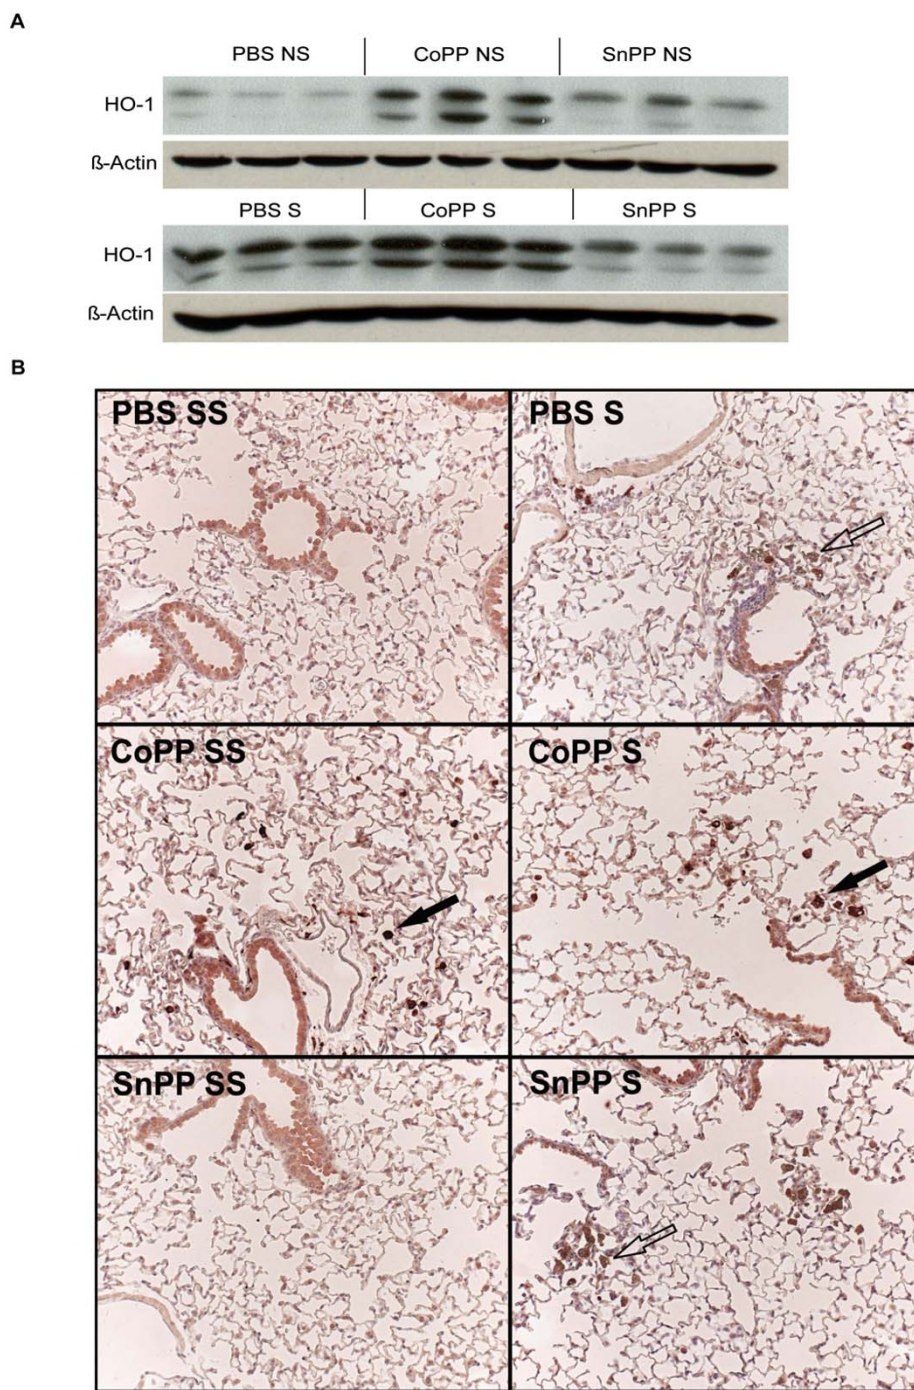 A
PBS NS CoPP NS SnPP NS
HO-1
ß-Actin
PBS S CoPP S SnPP S
HO-1
ß-Actin
B
PBS SS PBS S
CoPP SS CoPP S
SnPP SS SnPP S